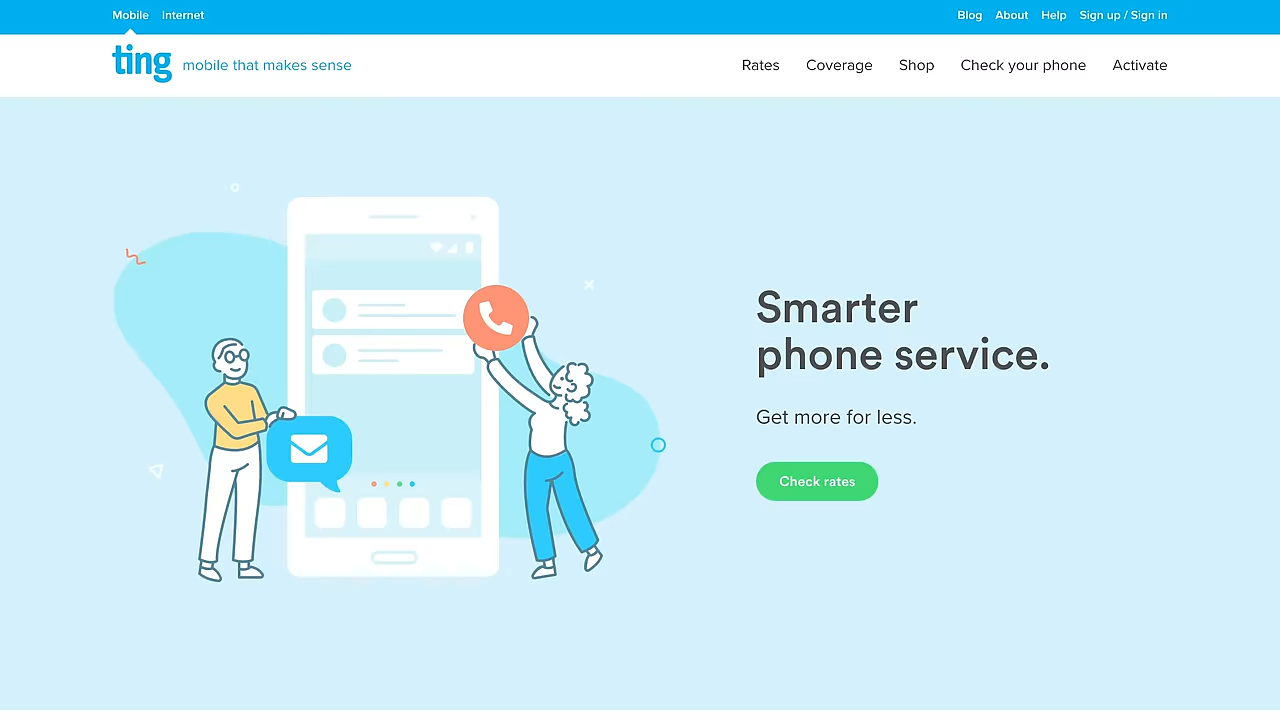 Mobile Internet Blog About Help Sign up / Sign in
ting mobile that makes sense Rates Coverage Shop Check your phone Activate
Smarter
phone service.
Get more for less.
Check rates